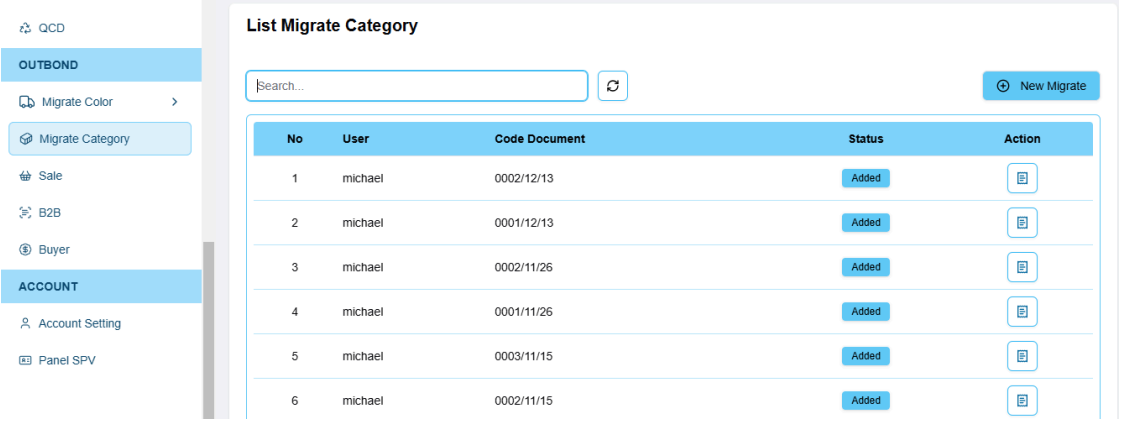 QCD
OUTBOND
Migrate Color
Migrate Category
Sale
B2B
Buyer
ACCOUNT
Account Setting
Panel SPV
List Migrate Category
Search...
New Migrate
No User Code Document Status Action
1 michael 0002/12/13 Added
2 michael 0001/12/13 Added
3 michael 0002/11/26 Added
4 michael 0001/11/26 Added
5 michael 0003/11/15 Added
6 michael 0002/11/15 Added